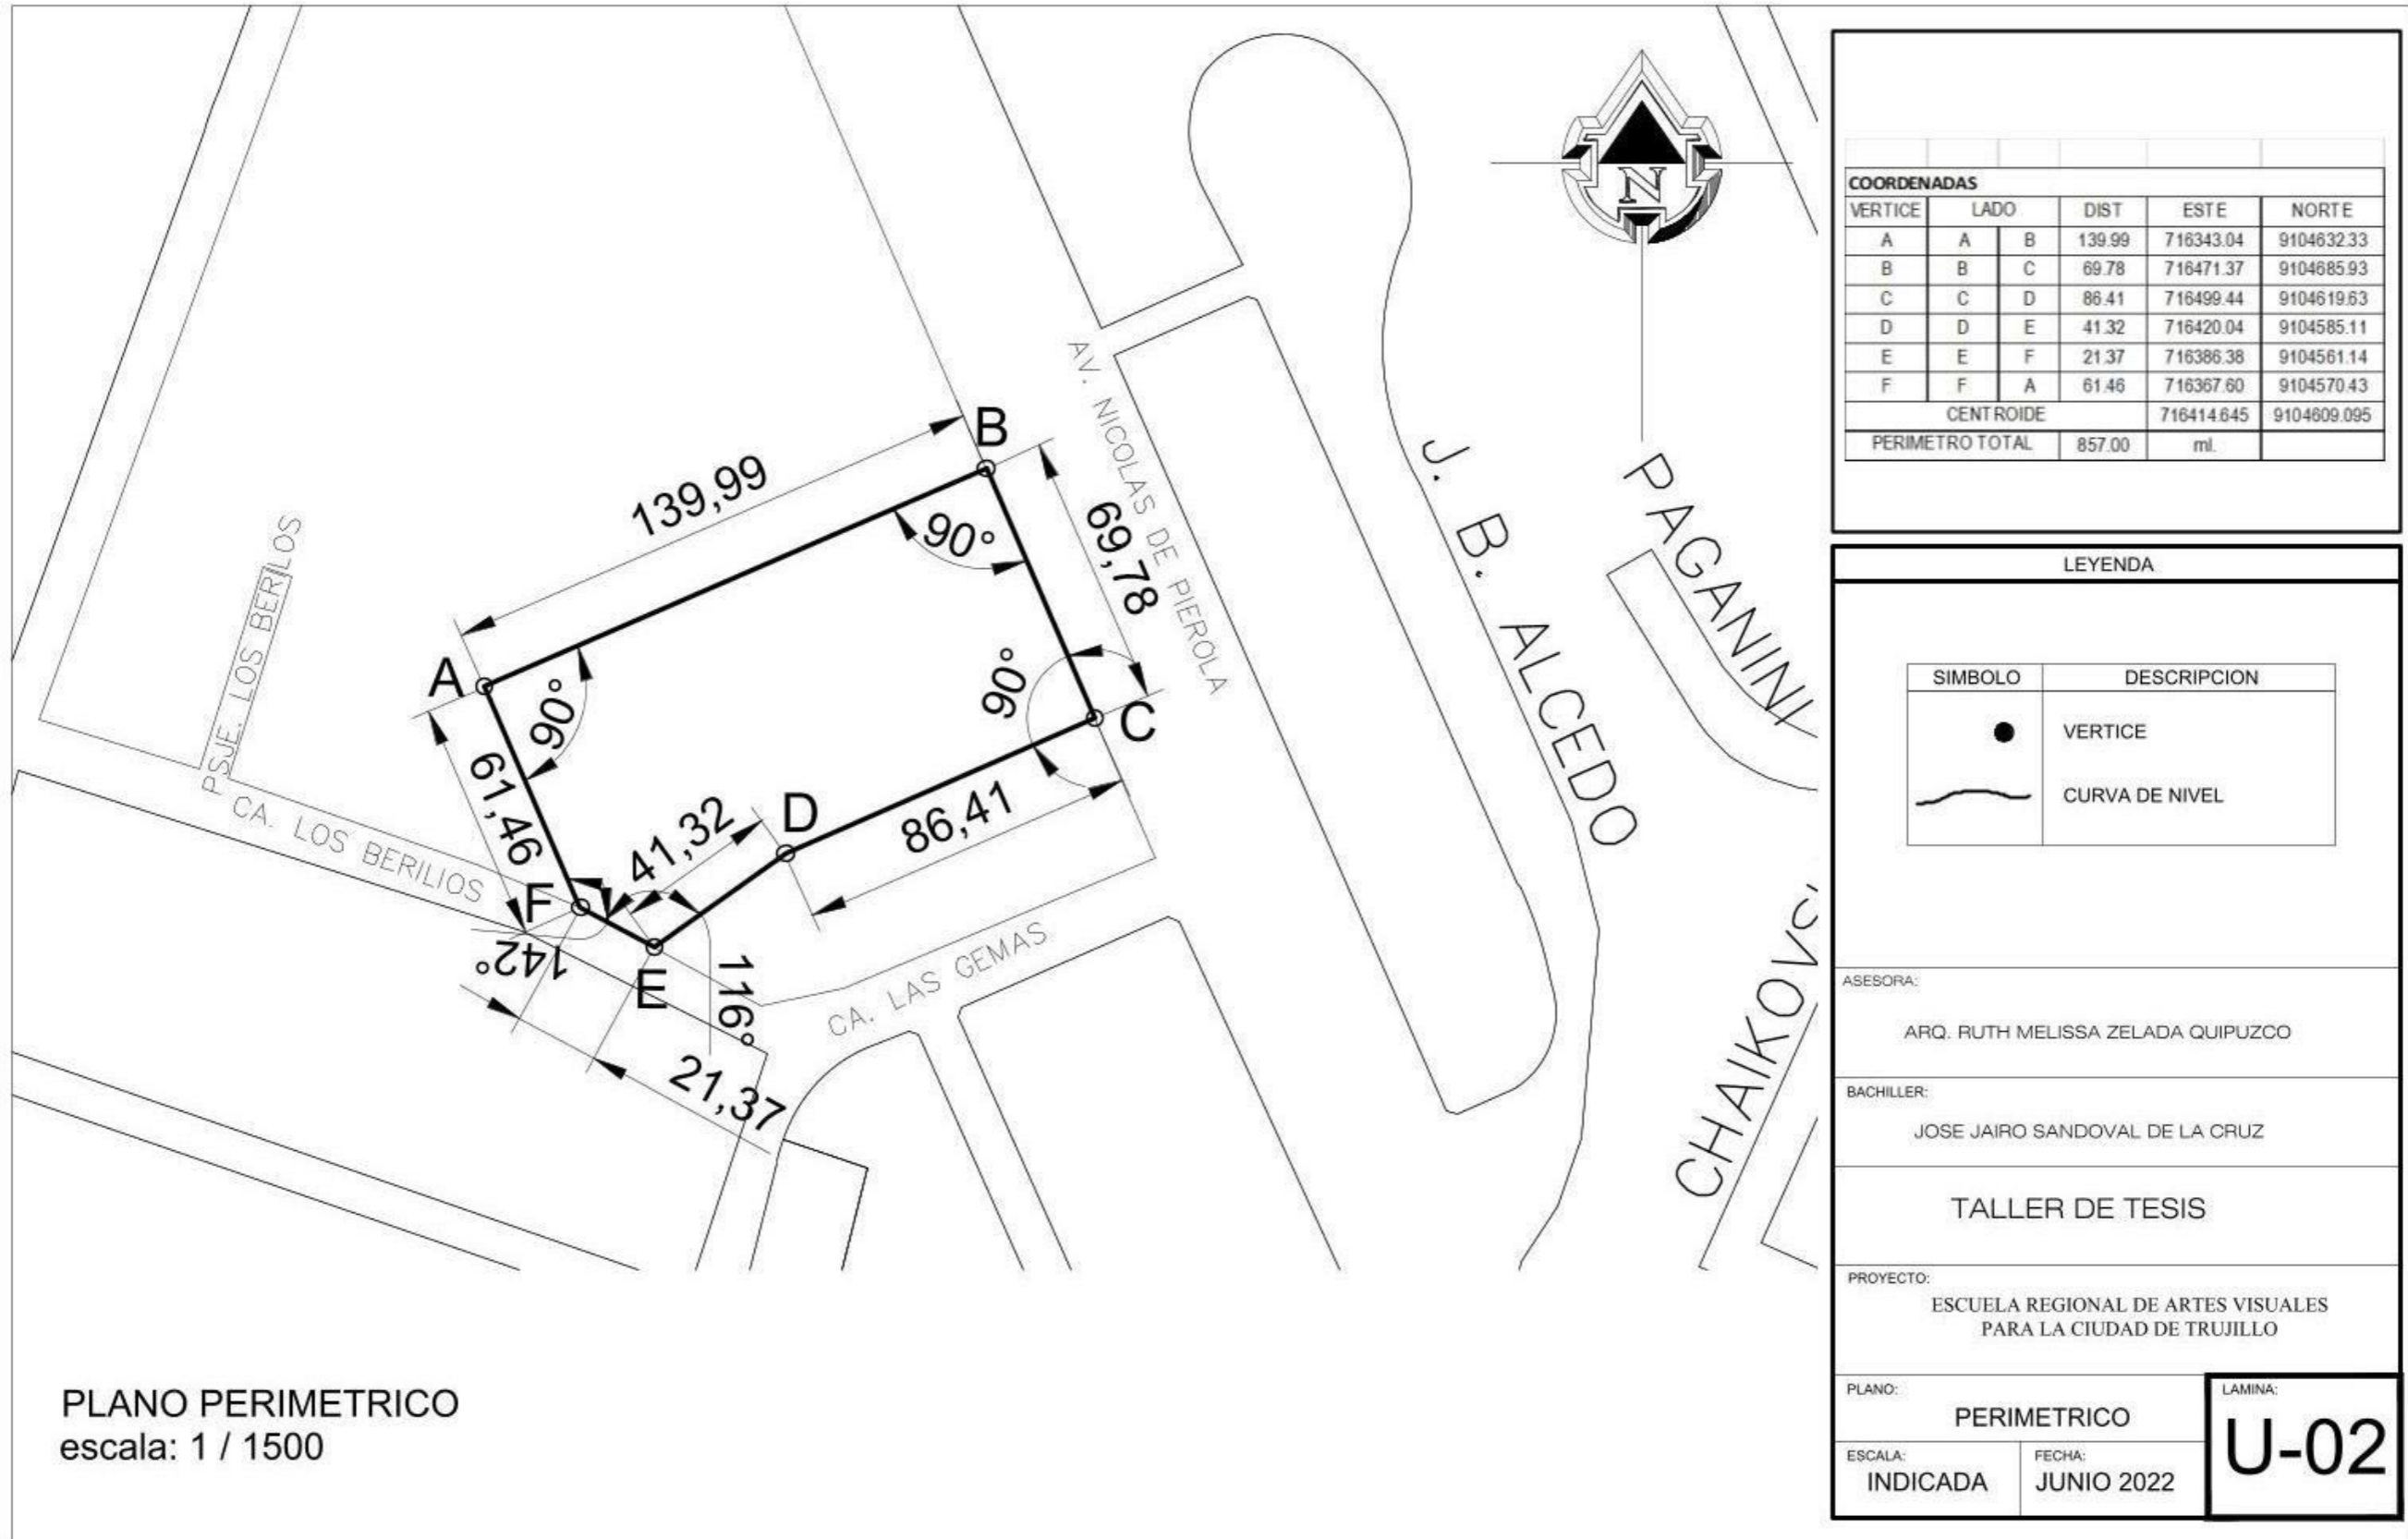 B
139,99
AV. NICOLAS DE PIEROLA
69,78
90°
A
90°
90°
C
61,46
D
41,32
86,41
F
142°
E
116°
21,37
PSJE. LOS BERILOS
CA. LOS BERILIOS
CA. LAS GEMAS
J. B. ALCEDO
PAGANINI
N
PLANO PERIMETRICO
escala: 1 / 1500
COORDENADAS
VERTICE LADO DIST ESTE NORTE
A A B 139.99 716343.04 9104632.33
B B C 69.78 716471.37 9104685.93
C C D 86.41 716499.44 9104619.63
D D E 41.32 716420.04 9104585.11
E E F 21.37 716386.38 9104561.14
F F A 61.46 716367.60 9104570.43
CENTROIDE 716414.645 9104609.095
PERIMETRO TOTAL 857.00 ml.
LEYENDA
SIMBOLO DESCRIPCION
VERTICE
CURVA DE NIVEL
ASESORA:
ARQ. RUTH MELISSA ZELADA QUIPUZCO
BACHILLER:
JOSE JAIRO SANDOVAL DE LA CRUZ
TALLER DE TESIS
PROYECTO:
ESCUELA REGIONAL DE ARTES VISUALES
PARA LA CIUDAD DE TRUJILLO
PLANO:
PERIMETRICO
LAMINA:
U-02
ESCALA:
INDICADA
FECHA:
JUNIO 2022